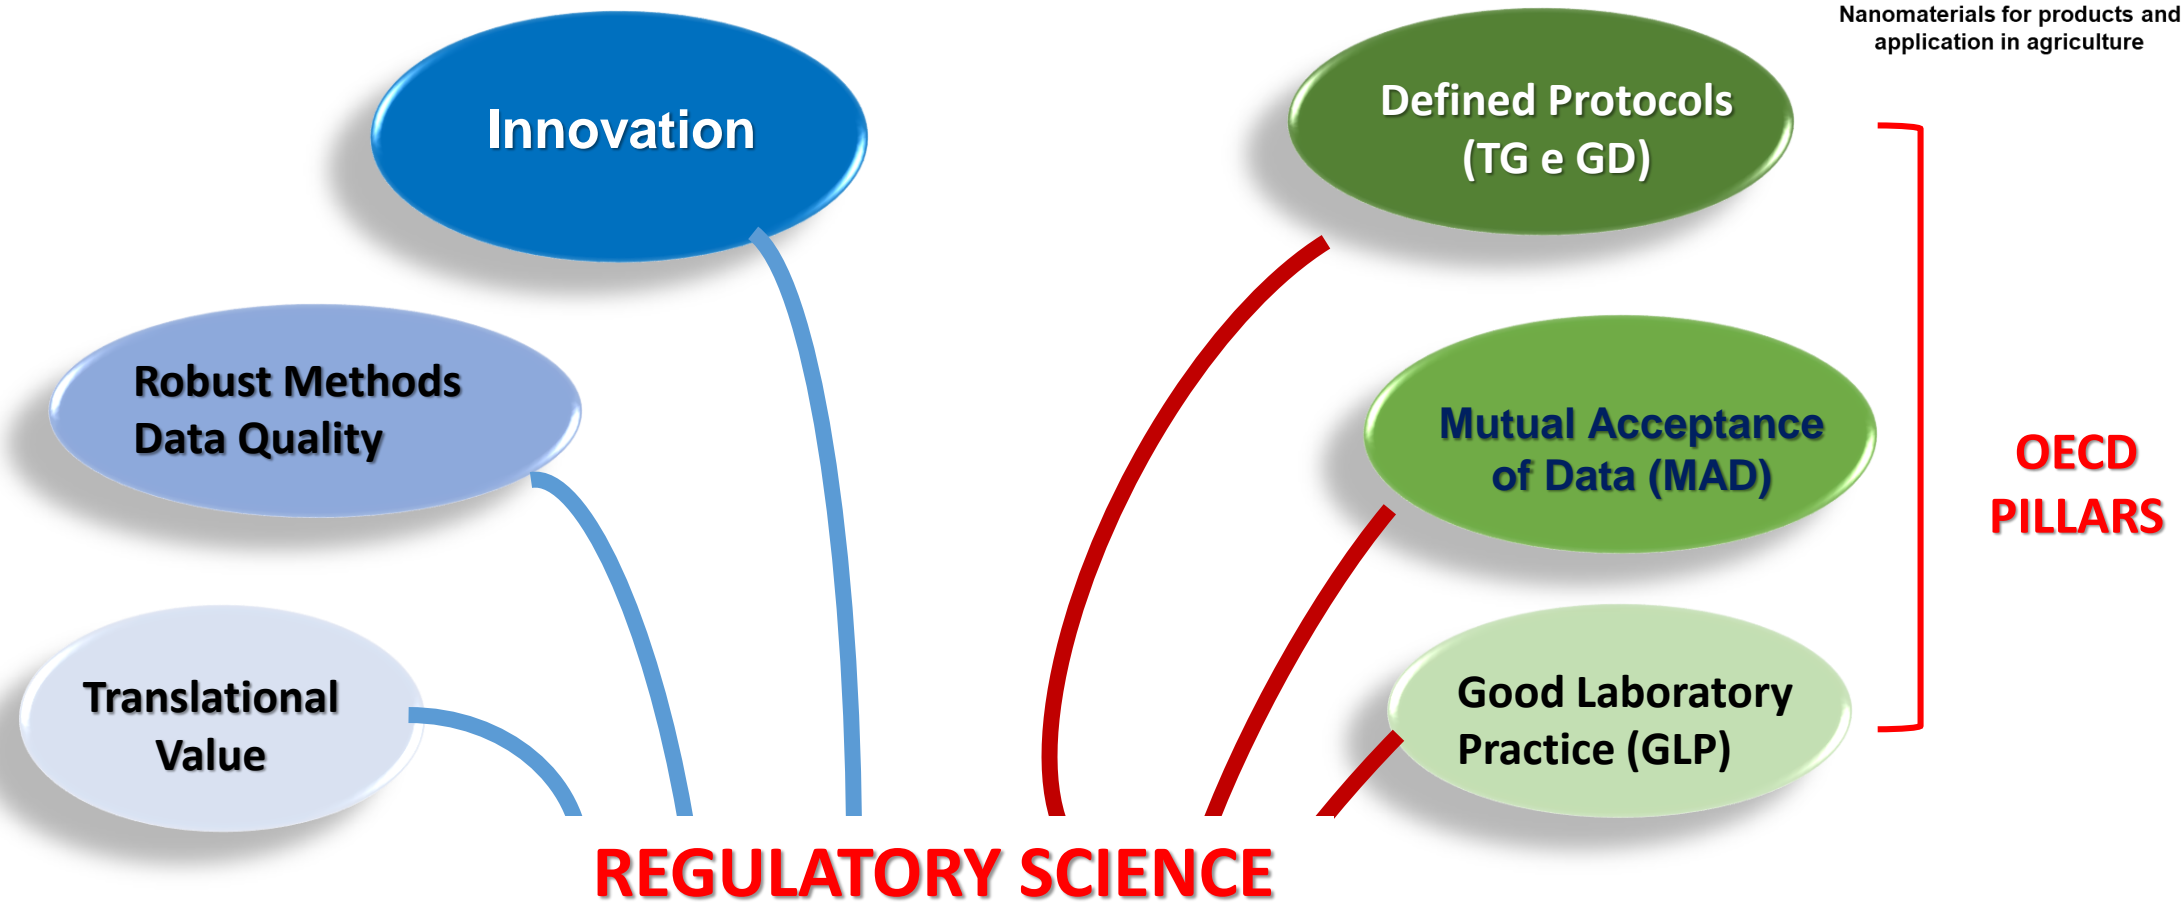 Nanomaterials for products and
application in agriculture
Innovation
Defined Protocols
(TG e GD)
Robust Methods
Data Quality
Mutual Acceptance
of Data (MAD)
OECD
PILLARS
Translational
Value
Good Laboratory
Practice (GLP)
REGULATORY SCIENCE